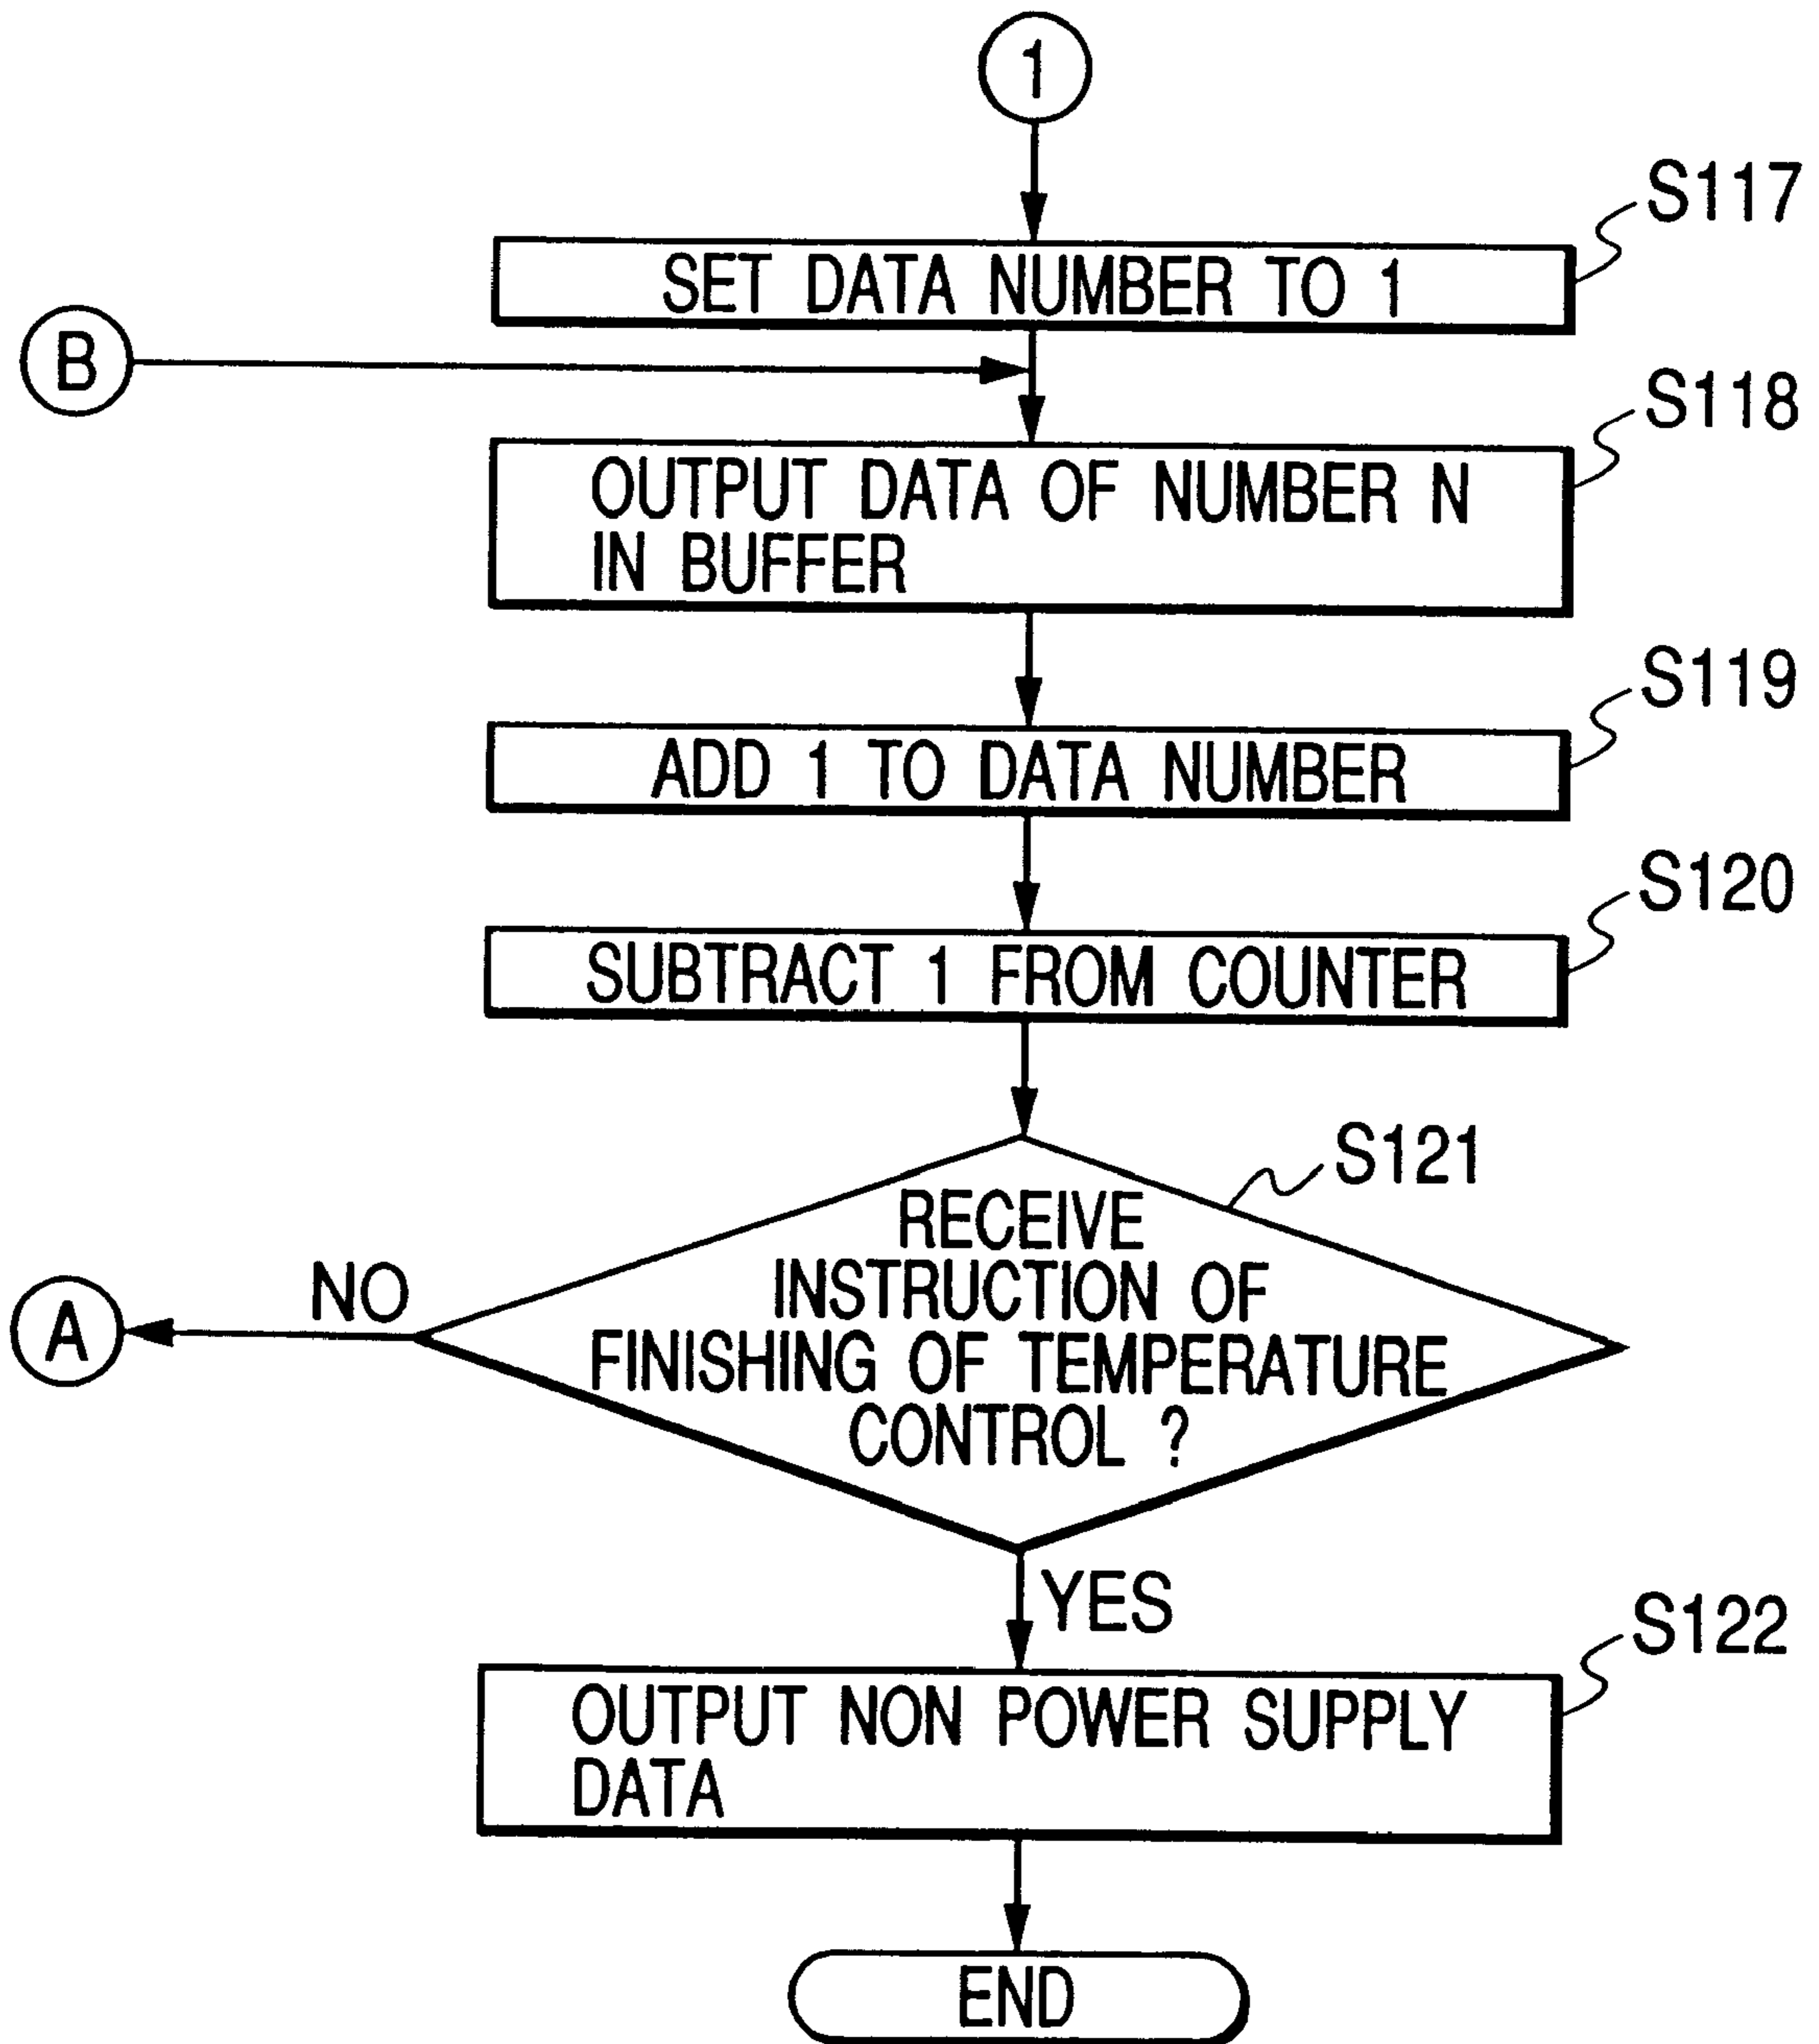 1
S117
SET DATA NUMBER TO 1
B
S118
OUTPUT DATA OF NUMBER N
IN BUFFER
S119
ADD 1 TO DATA NUMBER
S120
SUBTRACT 1 FROM COUNTER
S121
RECEIVE
INSTRUCTION OF
FINISHING OF TEMPERATURE
CONTROL ?
NO
A
YES
S122
OUTPUT NON POWER SUPPLY
DATA
END